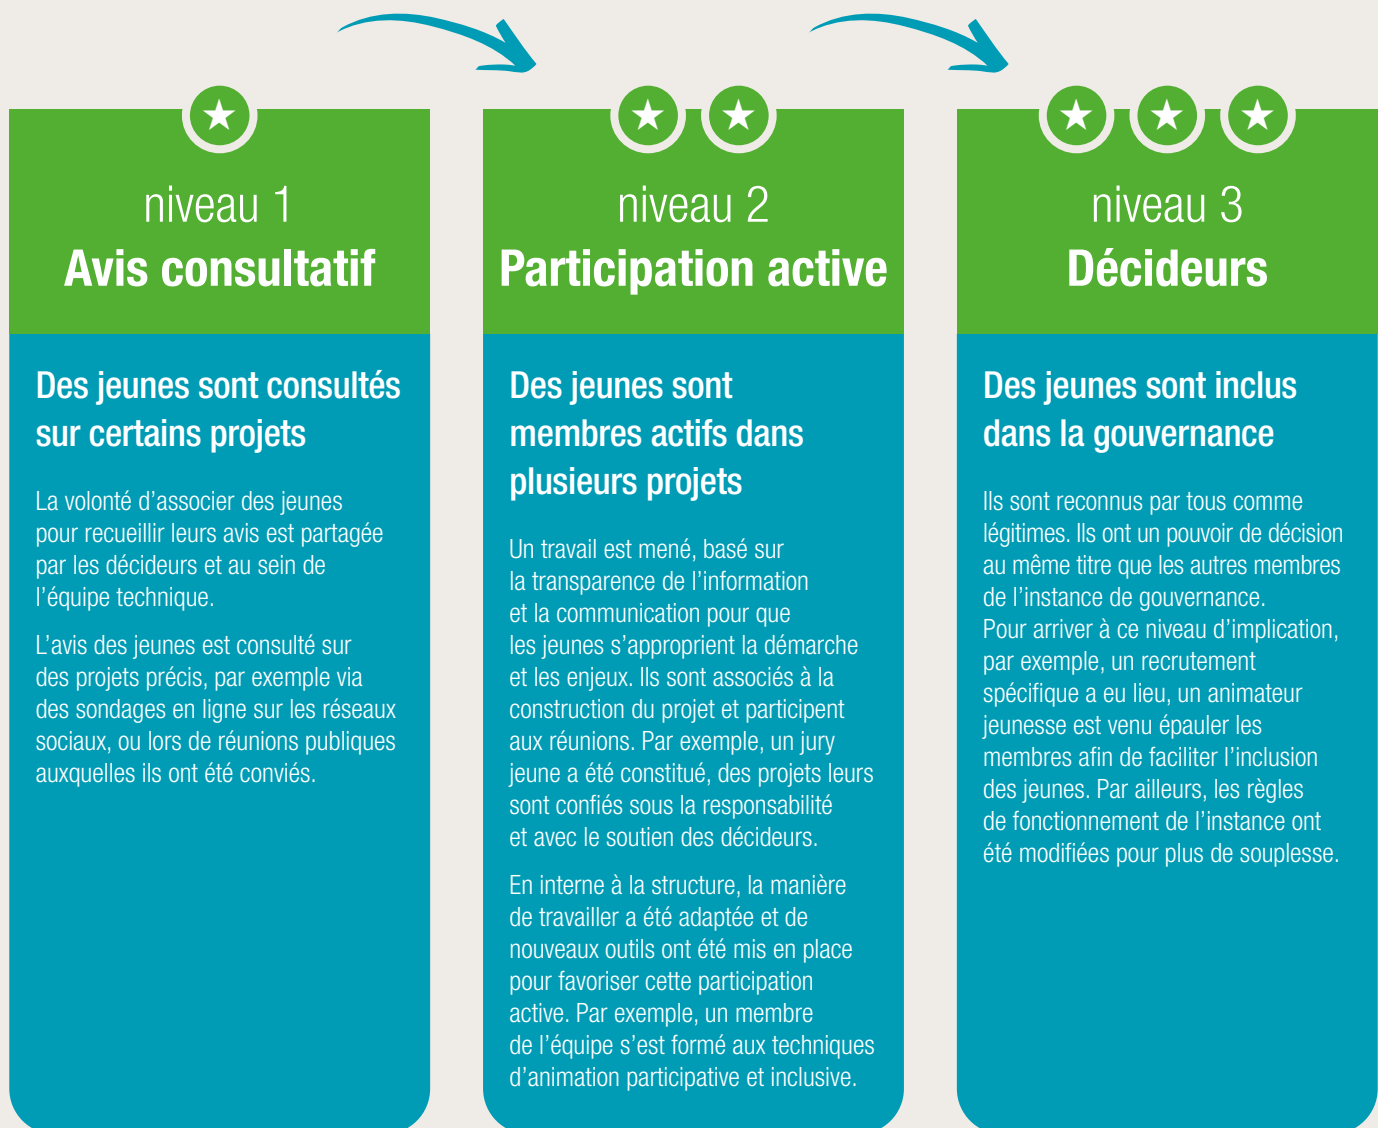 niveau 1
Avis consultatif
Des jeunes sont consultés
sur certains projets
La volonté d’associer des jeunes
pour recueillir leurs avis est partagée
par les décideurs et au sein de
l’équipe technique.
L’avis des jeunes est consulté sur
des projets précis, par exemple via
des sondages en ligne sur les réseaux
sociaux, ou lors de réunions publiques
auxquelles ils ont été conviés.
niveau 2
Participation active
Des jeunes sont
membres actifs dans
plusieurs projets
Un travail est mené, basé sur
la transparence de l’information
et la communication pour que
les jeunes s’approprient la démarche
et les enjeux. Ils sont associés à la
construction du projet et participent
aux réunions. Par exemple, un jury
jeune a été constitué, des projets leurs
sont confiés sous la responsabilité
et avec le soutien des décideurs.
En interne à la structure, la manière
de travailler a été adaptée et de
nouveaux outils ont été mis en place
pour favoriser cette participation
active. Par exemple, un membre
de l’équipe s’est formé aux techniques
d’animation participative et inclusive.
niveau 3
Décideurs
Des jeunes sont inclus
dans la gouvernance
Ils sont reconnus par tous comme
légitimes. Ils ont un pouvoir de décision
au même titre que les autres membres
de l’instance de gouvernance.
Pour arriver à ce niveau d’implication,
par exemple, un recrutement
spécifique a eu lieu, un animateur
jeunesse est venu épauler les
membres afin de faciliter l’inclusion
des jeunes. Par ailleurs, les règles
de fonctionnement de l’instance ont
été modifiées pour plus de souplesse.